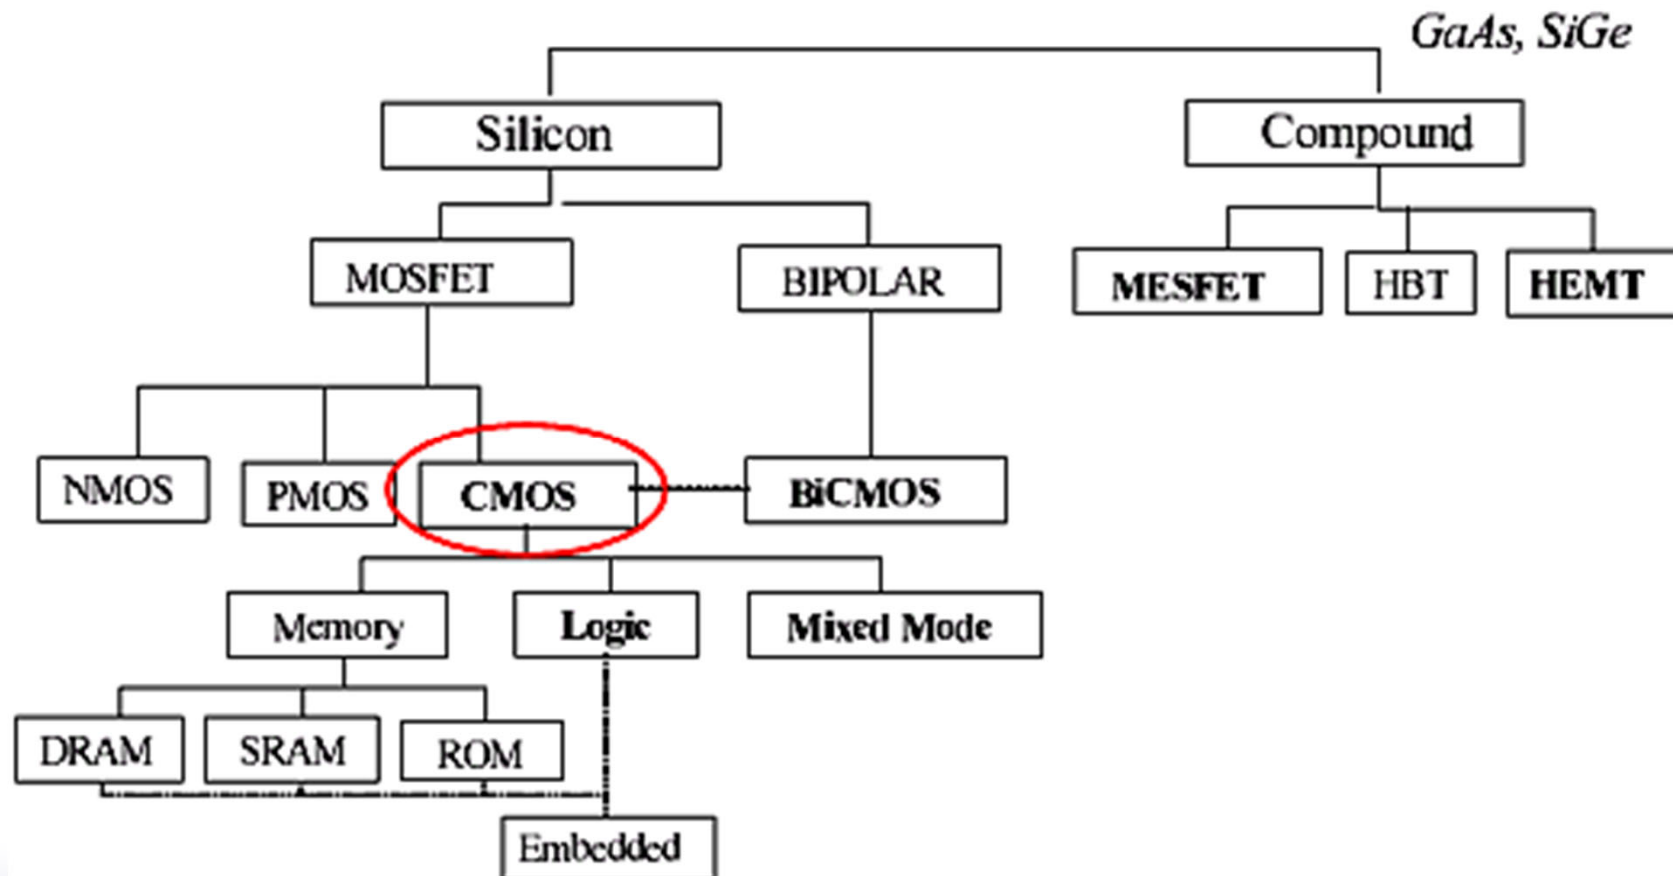 GaAs, SiGe
Silicon
Compound
MOSFET
BIPOLAR
MESFET
HBT
HEMT
NMOS
PMOS
CMOS
BiCMOS
Memory
Logic
Mixed Mode
DRAM
SRAM
ROM
Embedded